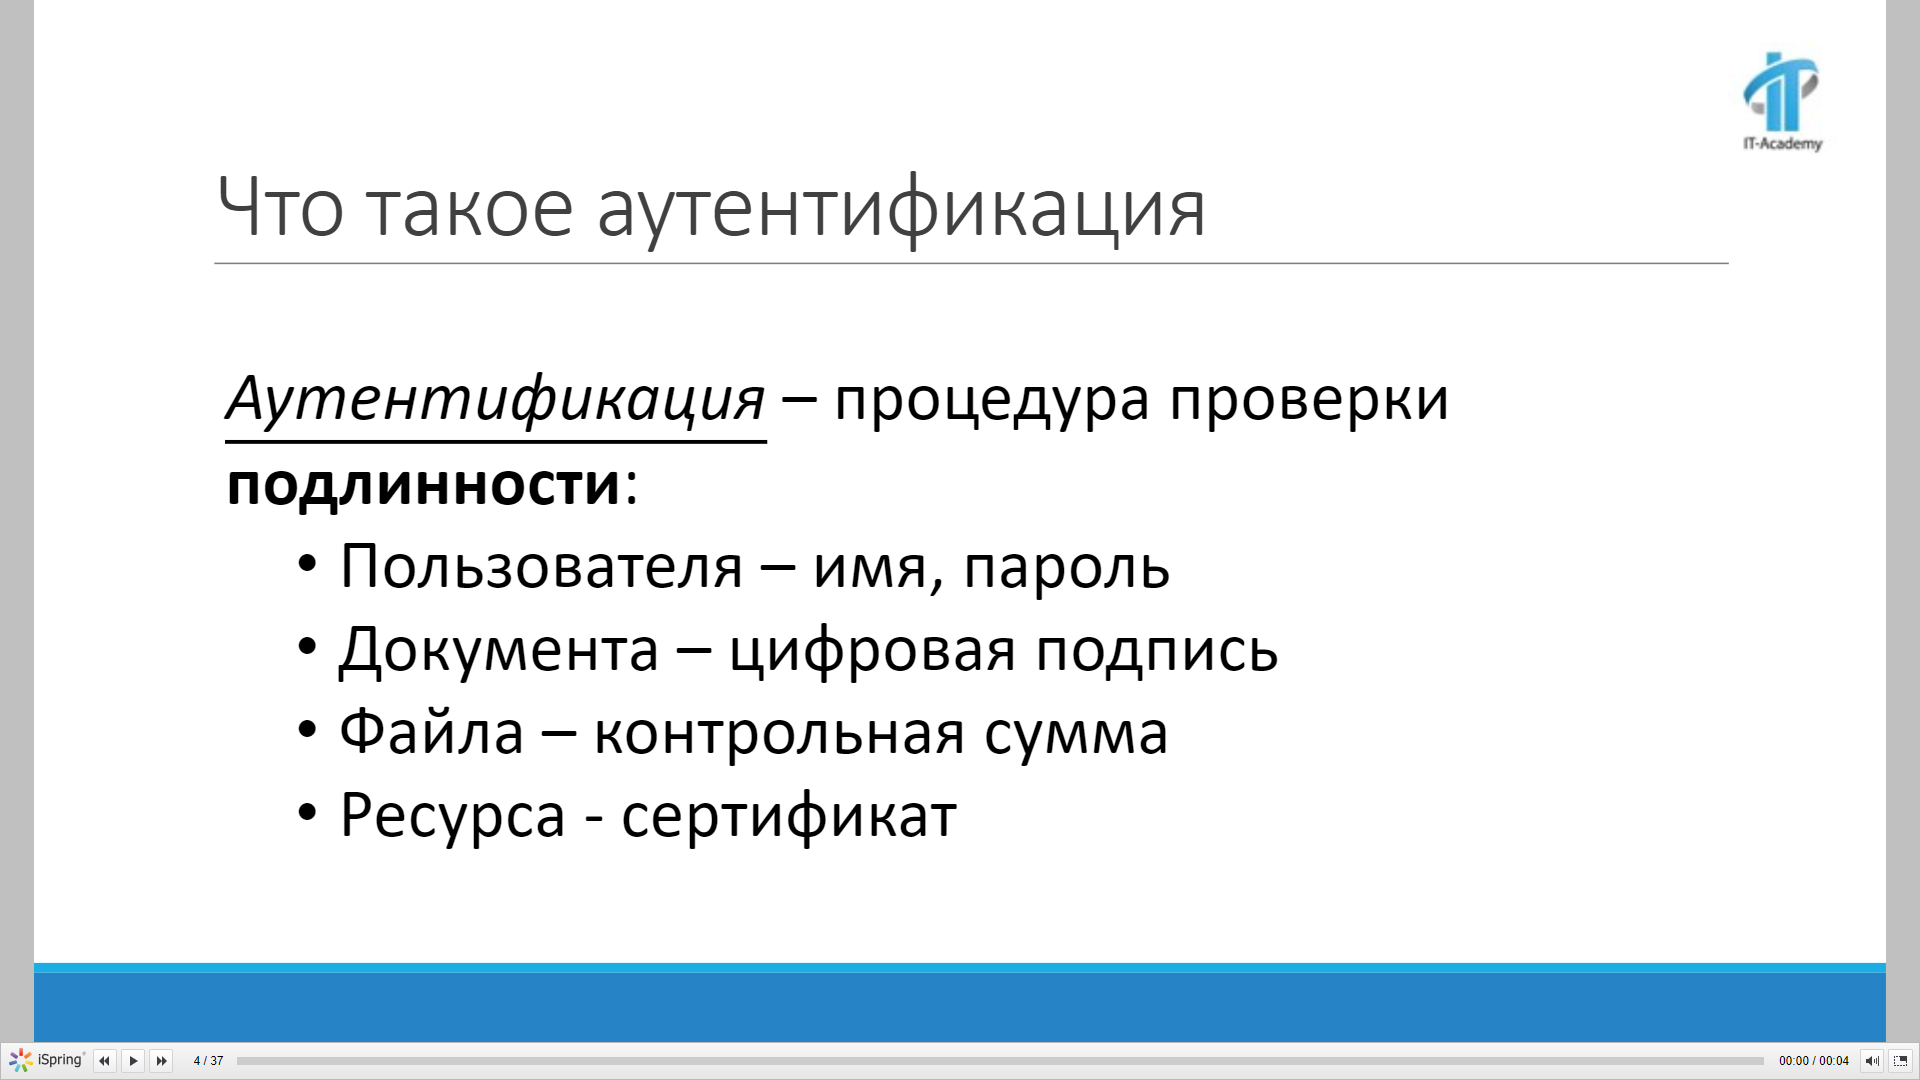 IT-Academy
Что такое аутентификация
Аутентификация – процедура проверки
подлинности:
• Пользователя – имя, пароль
• Документа – цифровая подпись
• Файла – контрольная сумма
• Ресурса - сертификат
iSpring
4 / 37
00:00 / 00:04